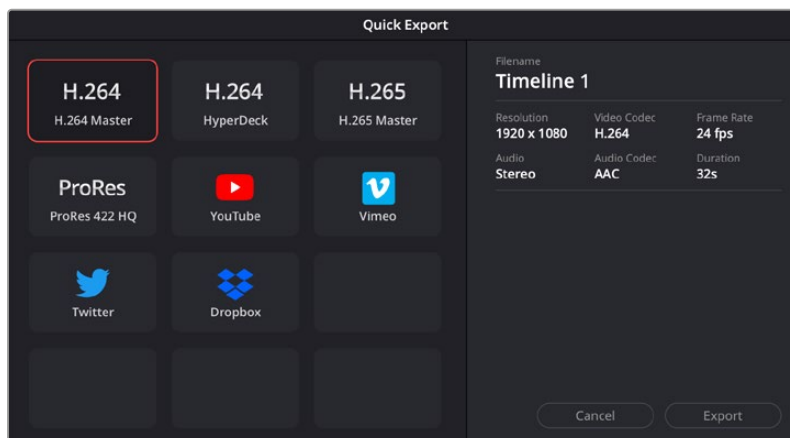 Quick Export
H.264
H.264 Master
H.264
HyperDeck
H.265
H.265 Master
ProRes
ProRes 422 HQ
YouTube
Vimeo
Twitter
Dropbox
Filename
Timeline 1
Resolution
1920 x 1080
Video Codec
H.264
Frame Rate
24 fps
Audio
Stereo
Audio Codec
AAC
Duration
32s
Cancel
Export